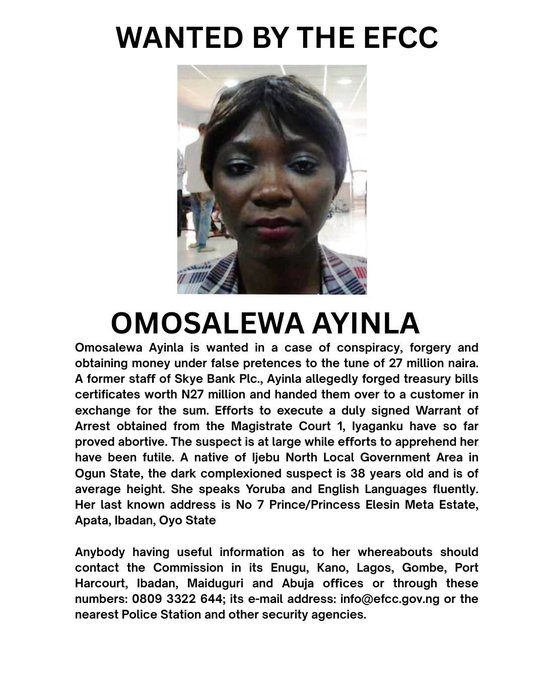 WANTED BY THE EFCC
OMOSALEWA AYINLA
Omosalewa Ayinla is wanted in a case of conspiracy, forgery and
obtaining money under false pretences to the tune of 27 million naira.
A former staff of Skye Bank Plc., Ayinla allegedly forged treasury bills
certificates worth N27 million and handed them over to a customer in
exchange for the sum. Efforts to execute a duly signed Warrant of
Arrest obtained from the Magistrate Court 1, Iyaganku have so far
proved abortive. The suspect is at large while efforts to apprehend her
have been futile. A native of Ijebu North Local Government Area in
Ogun State, the dark complexioned suspect is 38 years old and is of
average height. She speaks Yoruba and English Languages fluently.
Her last known address is No 7 Prince/Princess Elesin Meta Estate,
Apata, Ibadan, Oyo State
Anybody having useful information as to her whereabouts should
contact the Commission in its Enugu, Kano, Lagos, Gombe, Port
Harcourt, Ibadan, Maiduguri and Abuja offices or through these
numbers: 0809 3322 644; its e-mail address: info@efcc.gov.ng or the
nearest Police Station and other security agencies.